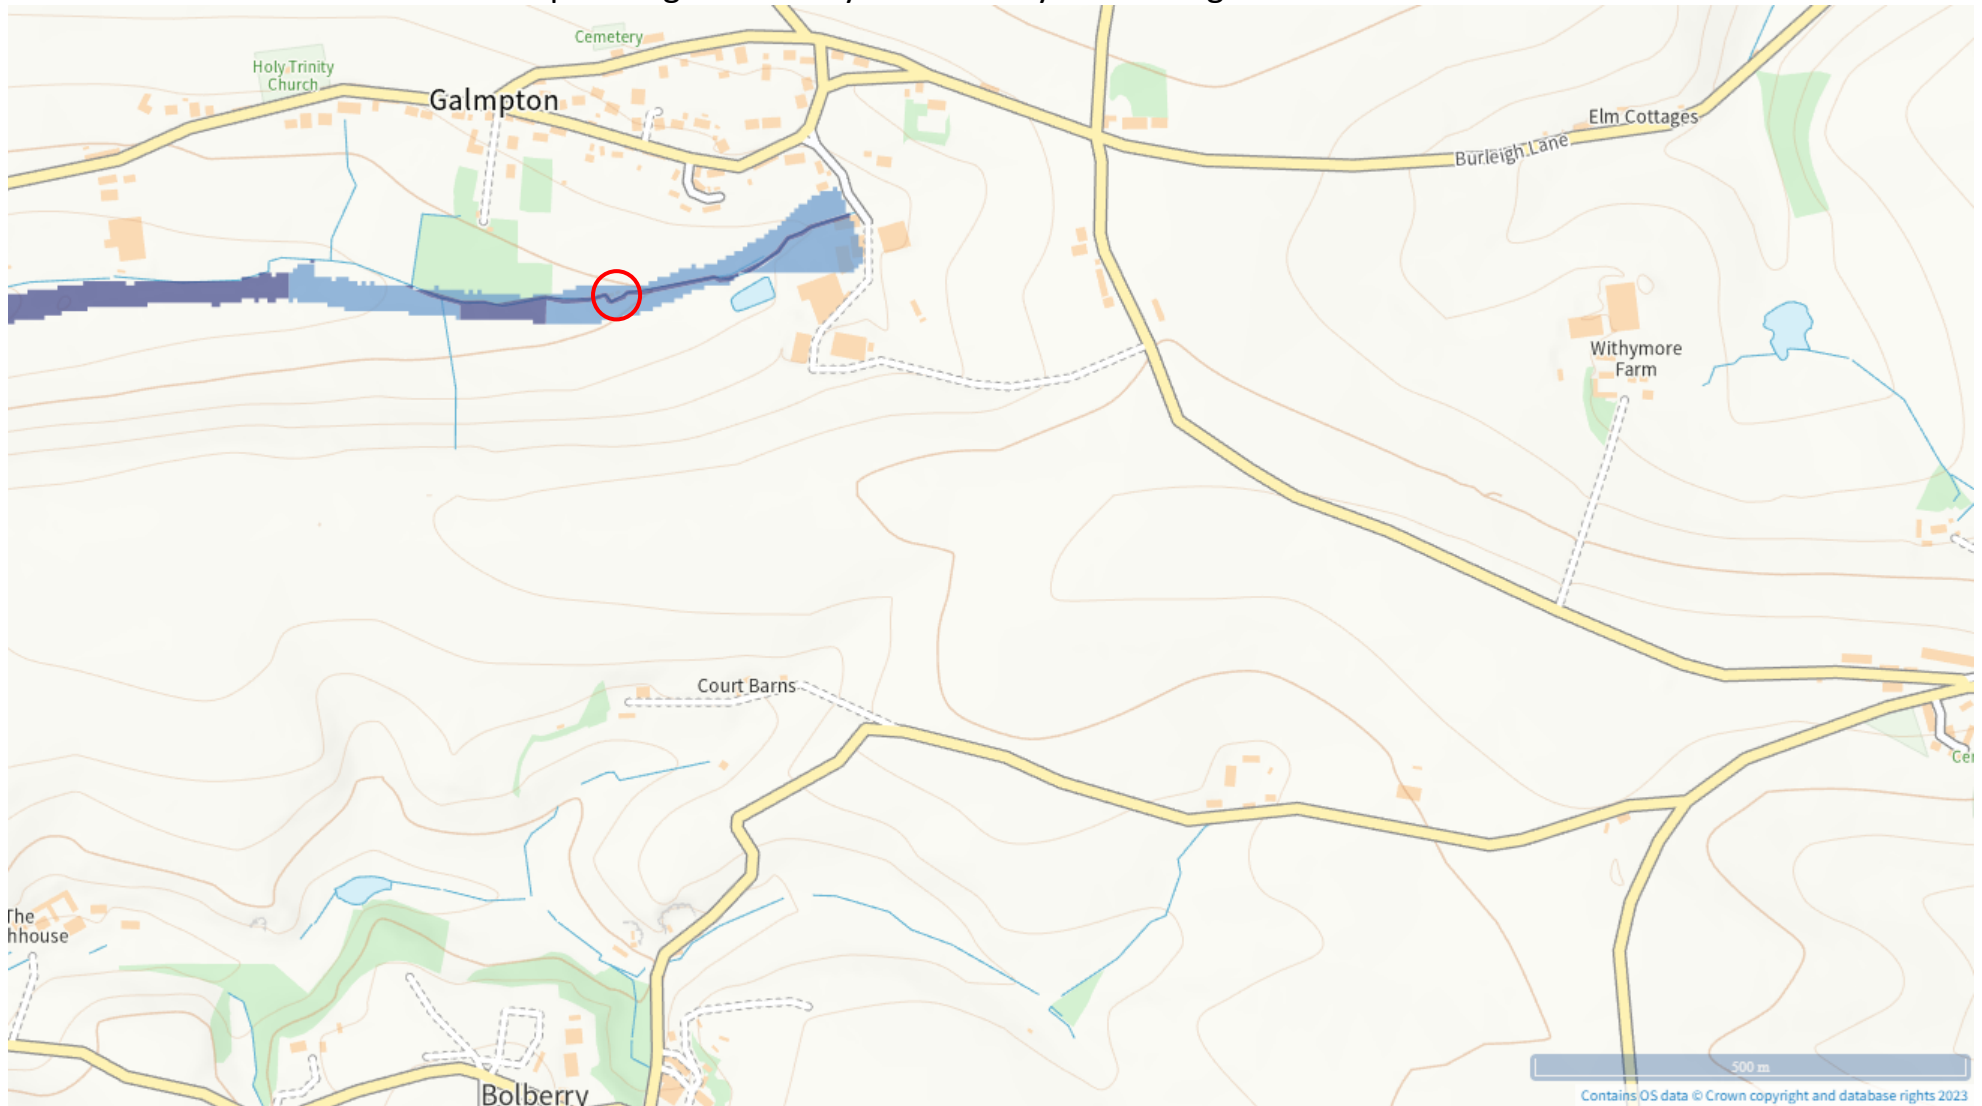 Cemetery
Holy Trinity
Church
Galmpton
Elm Cottages
Burleigh Lane
Withymore
Farm
Court Barns
Cer
The
hhouse
Bolberry
500 m
Contains OS data © Crown copyright and database rights 2023